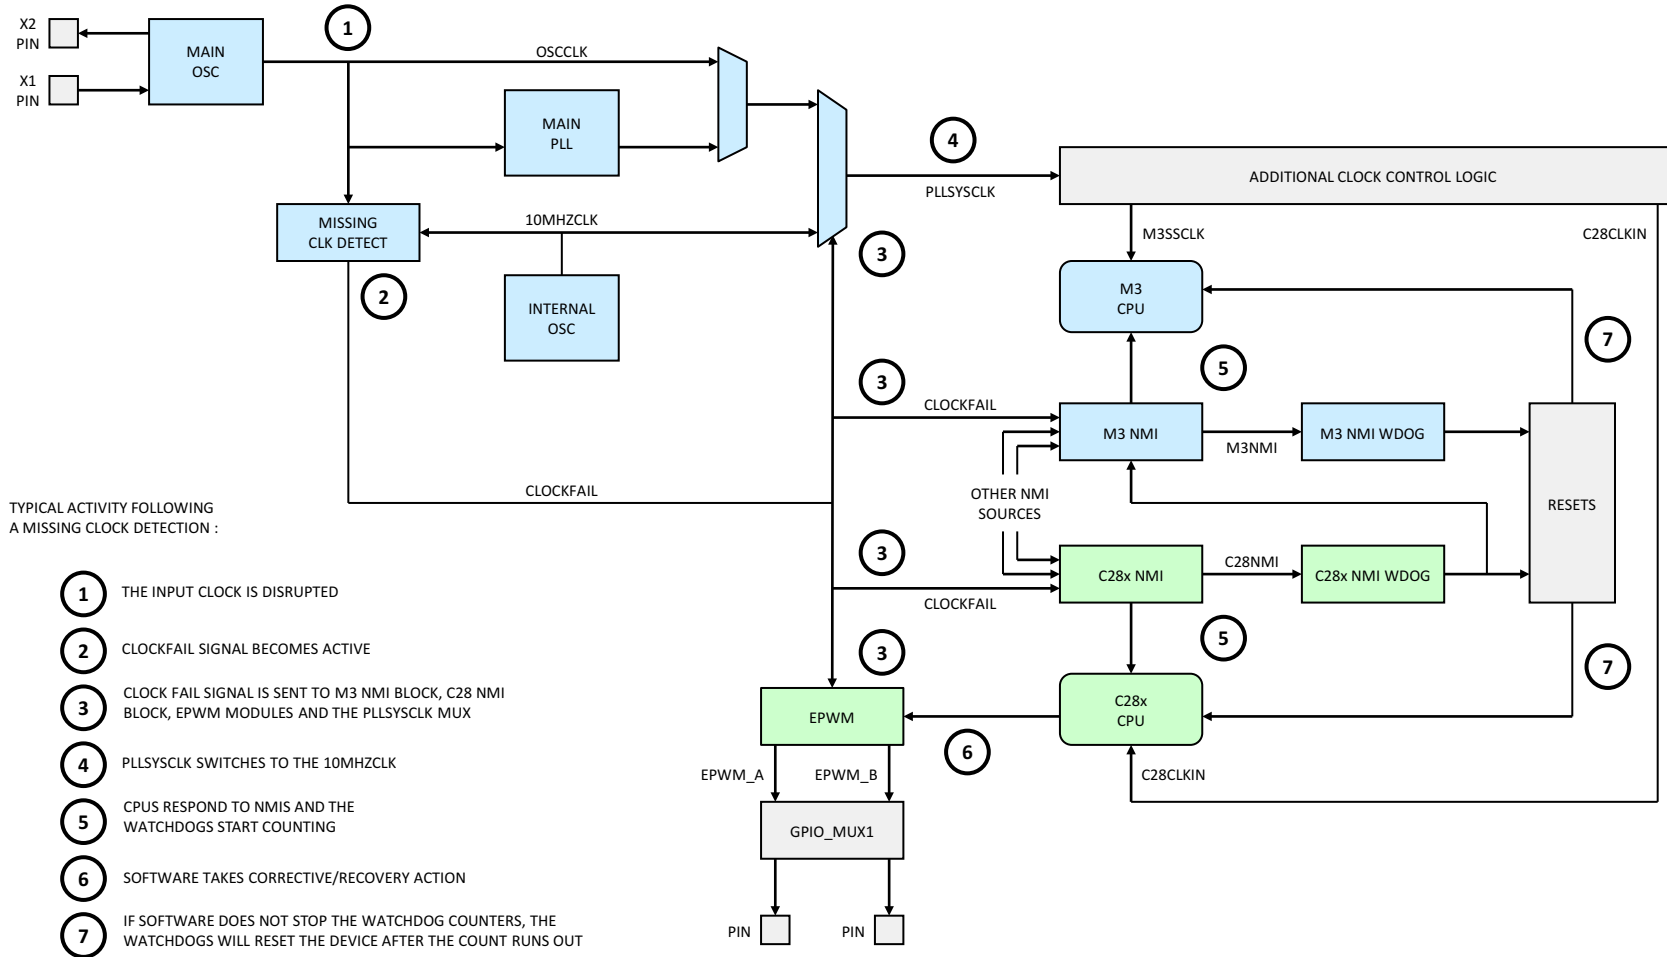 X2
PIN
X1
PIN
MAIN
OSC
1
OSCCLK
MAIN
PLL
4
PLLSYSCLK
ADDITIONAL CLOCK CONTROL LOGIC
MISSING
CLK DETECT
10MHZCLK
3
M3SSCLK
C28CLKIN
2
INTERNAL
OSC
M3
CPU
7
3
5
CLOCKFAIL
M3 NMI
M3NMI
M3 NMI WDOG
CLOCKFAIL
OTHER NMI
SOURCES
RESETS
3
C28x NMI
C28NMI
C28x NMI WDOG
CLOCKFAIL
3
5
7
EPWM
C28x
CPU
6
EPWM_A
EPWM_B
C28CLKIN
GPIO_MUX1
PIN
PIN
TYPICAL ACTIVITY FOLLOWING
A MISSING CLOCK DETECTION :
1 THE INPUT CLOCK IS DISRUPTED
2 CLOCKFAIL SIGNAL BECOMES ACTIVE
3 CLOCK FAIL SIGNAL IS SENT TO M3 NMI BLOCK, C28 NMI
BLOCK, EPWM MODULES AND THE PLLSYSCLK MUX
4 PLLSYSCLK SWITCHES TO THE 10MHZCLK
5 CPUS RESPOND TO NMIS AND THE
WATCHDOGS START COUNTING
6 SOFTWARE TAKES CORRECTIVE/RECOVERY ACTION
7 IF SOFTWARE DOES NOT STOP THE WATCHDOG COUNTERS, THE
WATCHDOGS WILL RESET THE DEVICE AFTER THE COUNT RUNS OUT